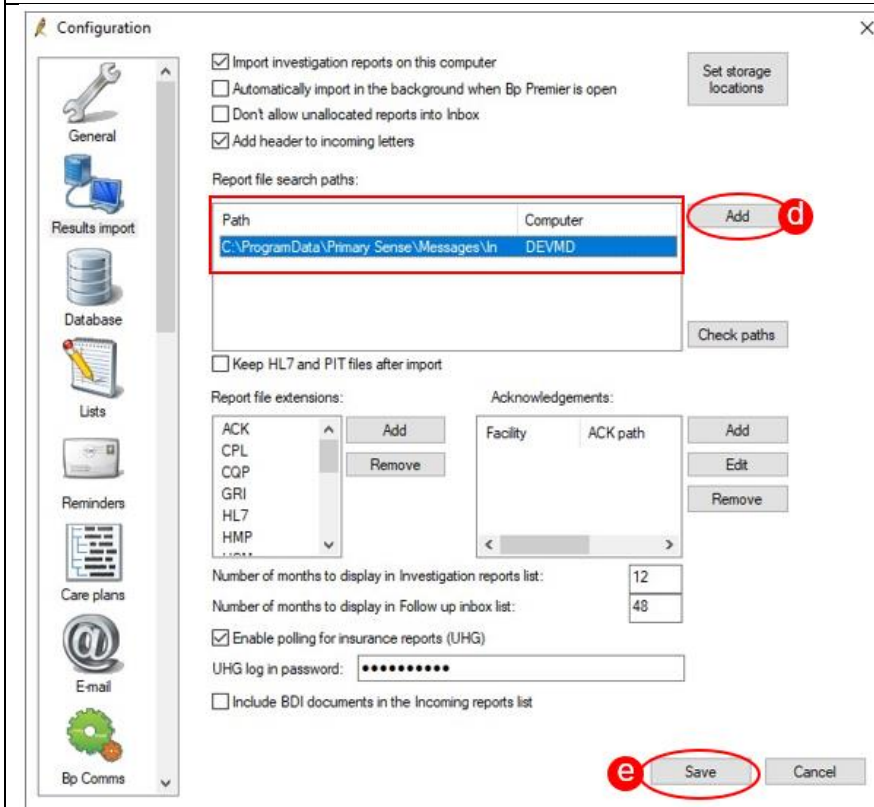 Configuration
Import investigation reports on this computer
Automatically import in the background when Bp Premier is open
Don't allow unallocated reports into Inbox
Add header to incoming letters
Set storage
locations
General
Results import
Database
Lists
Reminders
Care plans
E-mail
Bp Comms
Report file search paths:
Path Computer
C:\ProgramData\Primary Sense\Messages\In DEVMD
Add d
Check paths
Keep HL7 and PIT files after import
Report file extensions:
ACK
CPL
CQP
GRI
HL7
HMP
Add
Remove
Acknowledgements:
Facility ACK path
Add
Edit
Remove
Number of months to display in Investigation reports list: 12
Number of months to display in Follow up inbox list: 48
Enable polling for insurance reports (UHG)
UHG log in password: ••••••••••
Include BDI documents in the Incoming reports list
e Save Cancel